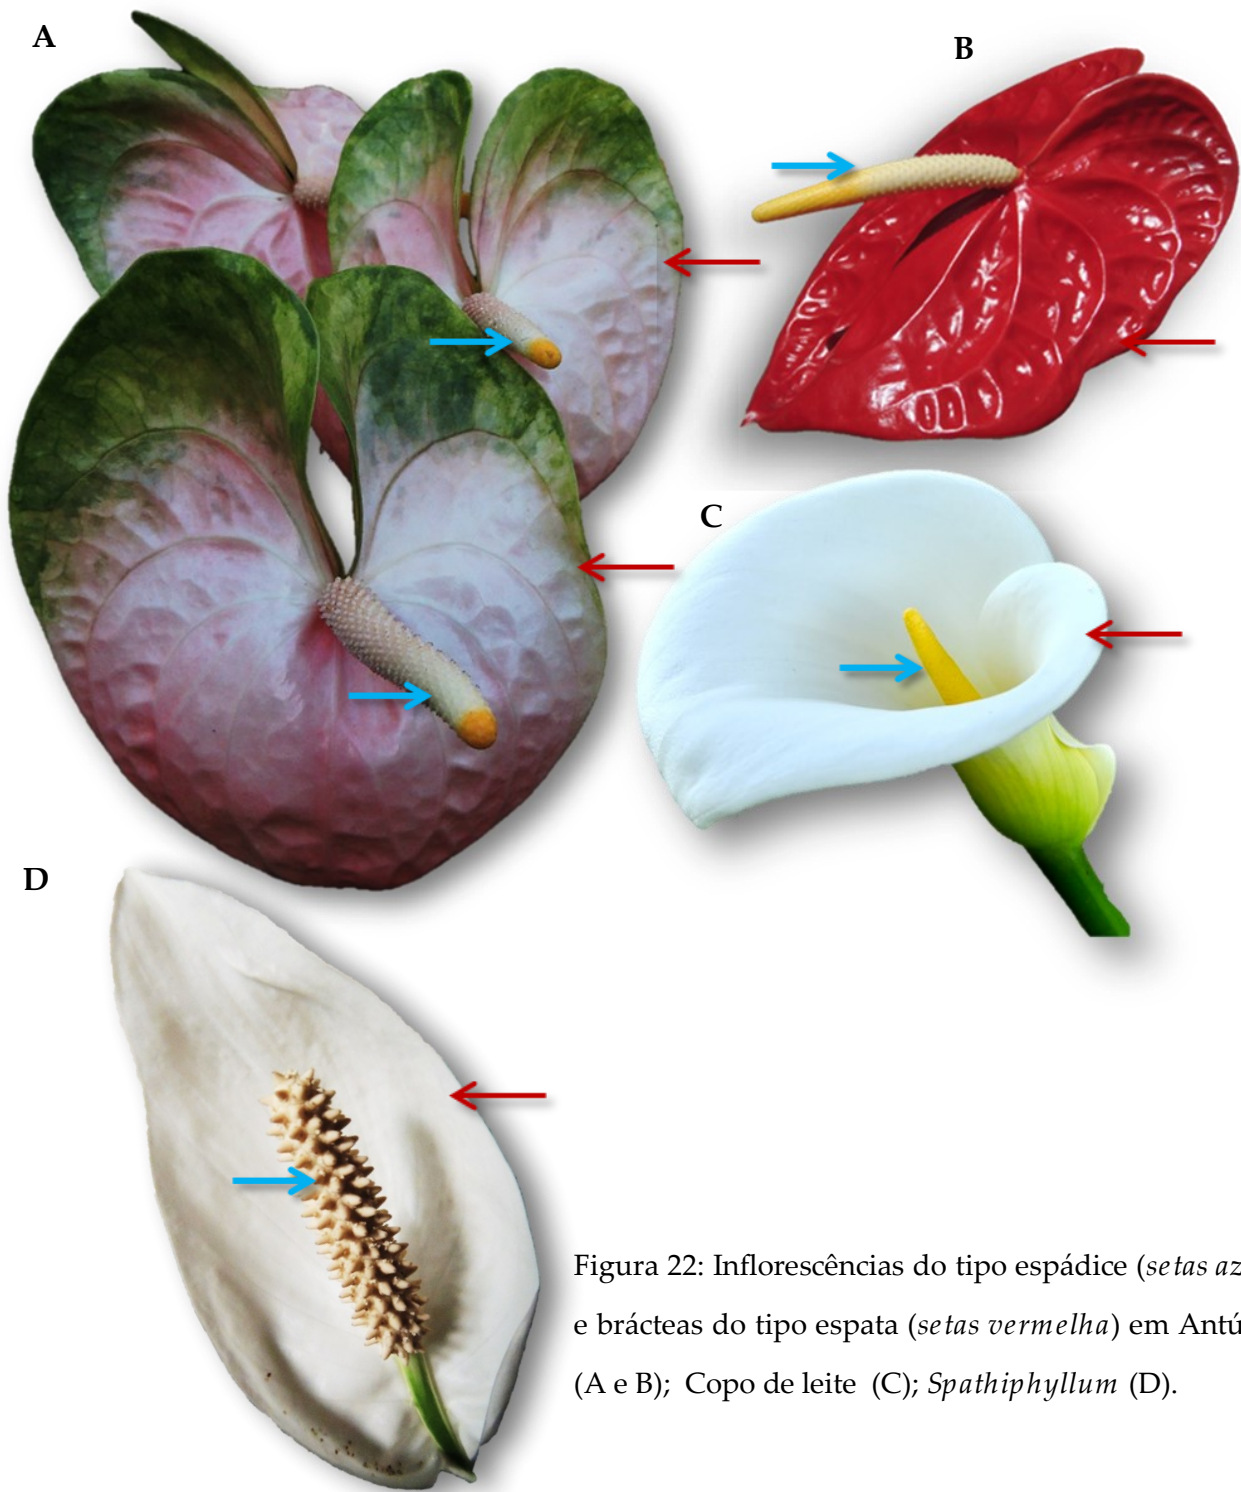 A
B
C
D
Figura 22: Inflorescências do tipo espádice (setas az
e brácteas do tipo espata (setas vermelha) em Antú
(A e B); Copo de leite (C); Spathiphyllum (D).